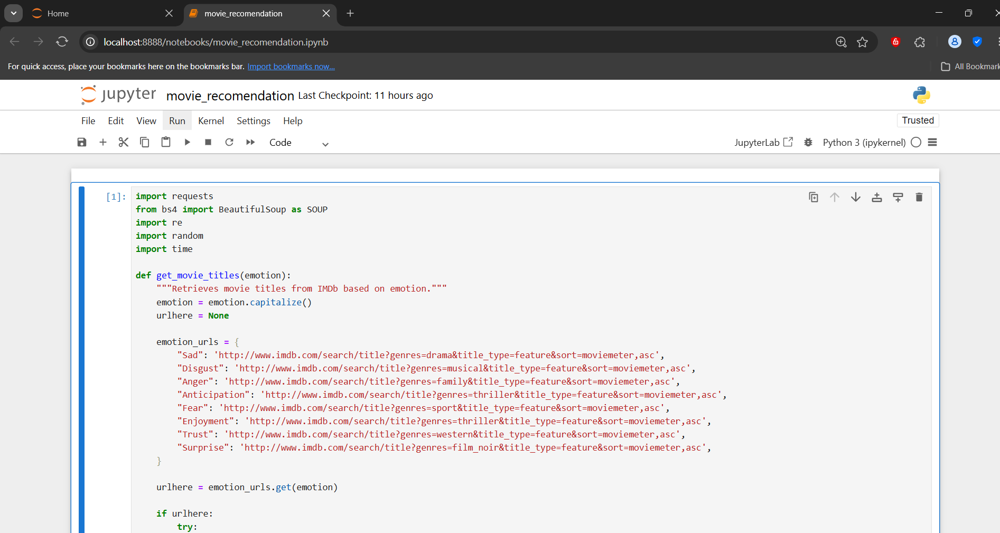 Home
movie_recomendation
localhost:8888/notebooks/movie_recomendation.ipynb
For quick access, place your bookmarks here on the bookmarks bar. Import bookmarks now...
All Bookmark
jupyter movie_recomendation Last Checkpoint: 11 hours ago
File Edit View Run Kernel Settings Help
Trusted
Code
JupyterLab
Python 3 (ipykernel)
[1]:
import requests
from bs4 import BeautifulSoup as SOUP
import re
import random
import time
def get_movie_titles(emotion):
    """Retrieves movie titles from IMDb based on emotion."""
    emotion = emotion.capitalize()
    urlhere = None
    emotion_urls = {
        "Sad": 'http://www.imdb.com/search/title?genres=drama&title_type=feature&sort=moviemeter,asc',
        "Disgust": 'http://www.imdb.com/search/title?genres=musical&title_type=feature&sort=moviemeter,asc',
        "Anger": 'http://www.imdb.com/search/title?genres=family&title_type=feature&sort=moviemeter,asc',
        "Anticipation": 'http://www.imdb.com/search/title?genres=thriller&title_type=feature&sort=moviemeter,asc',
        "Fear": 'http://www.imdb.com/search/title?genres=sport&title_type=feature&sort=moviemeter,asc',
        "Enjoyment": 'http://www.imdb.com/search/title?genres=thriller&title_type=feature&sort=moviemeter,asc',
        "Trust": 'http://www.imdb.com/search/title?genres=western&title_type=feature&sort=moviemeter,asc',
        "Surprise": 'http://www.imdb.com/search/title?genres=film_noir&title_type=feature&sort=moviemeter,asc',
    }
    urlhere = emotion_urls.get(emotion)
    if urlhere:
        try: